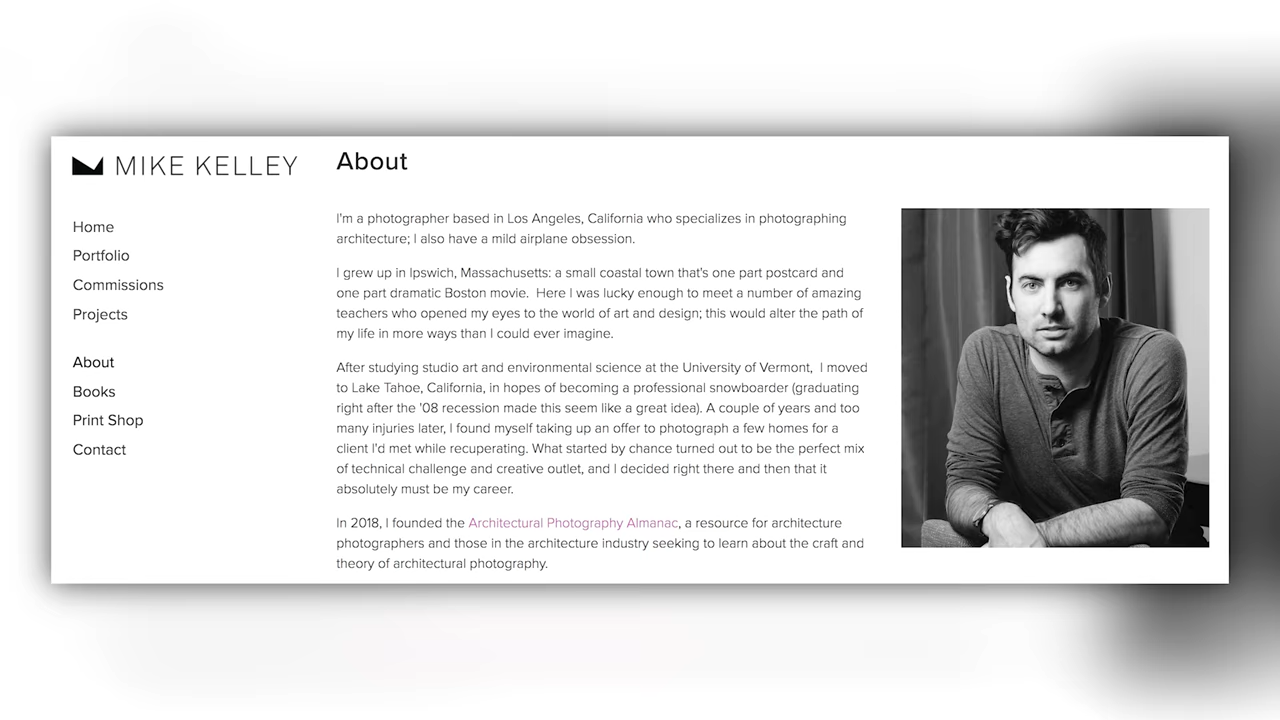 MIKE KELLEY
Home
Portfolio
Commissions
Projects
About
Books
Print Shop
Contact
About
I'm a photographer based in Los Angeles, California who specializes in photographing
architecture; I also have a mild airplane obsession.
I grew up in Ipswich, Massachusetts: a small coastal town that's one part postcard and
one part dramatic Boston movie.  Here I was lucky enough to meet a number of amazing
teachers who opened my eyes to the world of art and design; this would alter the path of
my life in more ways than I could ever imagine.
After studying studio art and environmental science at the University of Vermont,  I moved
to Lake Tahoe, California, in hopes of becoming a professional snowboarder (graduating
right after the '08 recession made this seem like a great idea). A couple of years and too
many injuries later, I found myself taking up an offer to photograph a few homes for a
client I'd met while recuperating. What started by chance turned out to be the perfect mix
of technical challenge and creative outlet, and I decided right there and then that it
absolutely must be my career.
In 2018, I founded the Architectural Photography Almanac, a resource for architecture
photographers and those in the architecture industry seeking to learn about the craft and
theory of architectural photography.